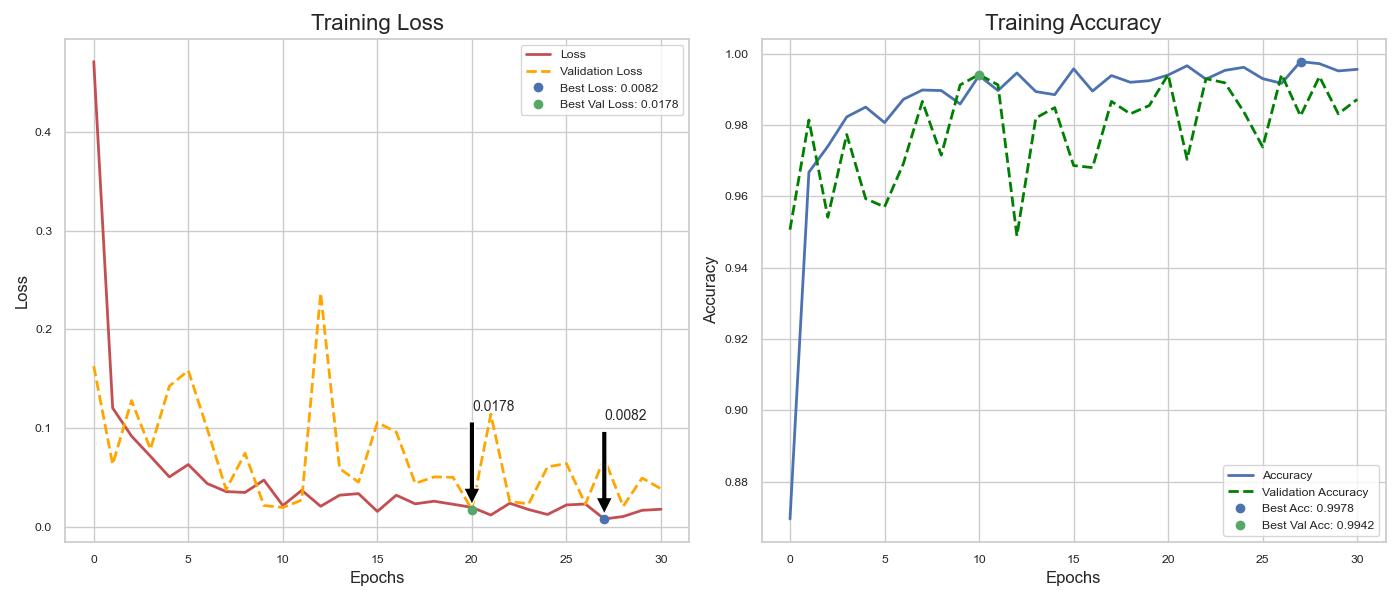 Training Loss
Loss
Validation Loss
Best Loss: 0.0082
Best Val Loss: 0.0178
0.4
0.3
0.2
0.1
0.0
Loss
0.0178
0.0082
0
5
10
15
20
25
30
Epochs
Training Accuracy
1.00
0.98
0.96
0.94
0.92
0.90
0.88
Accuracy
Accuracy
Validation Accuracy
Best Acc: 0.9978
Best Val Acc: 0.9942
0
5
10
15
20
25
30
Epochs